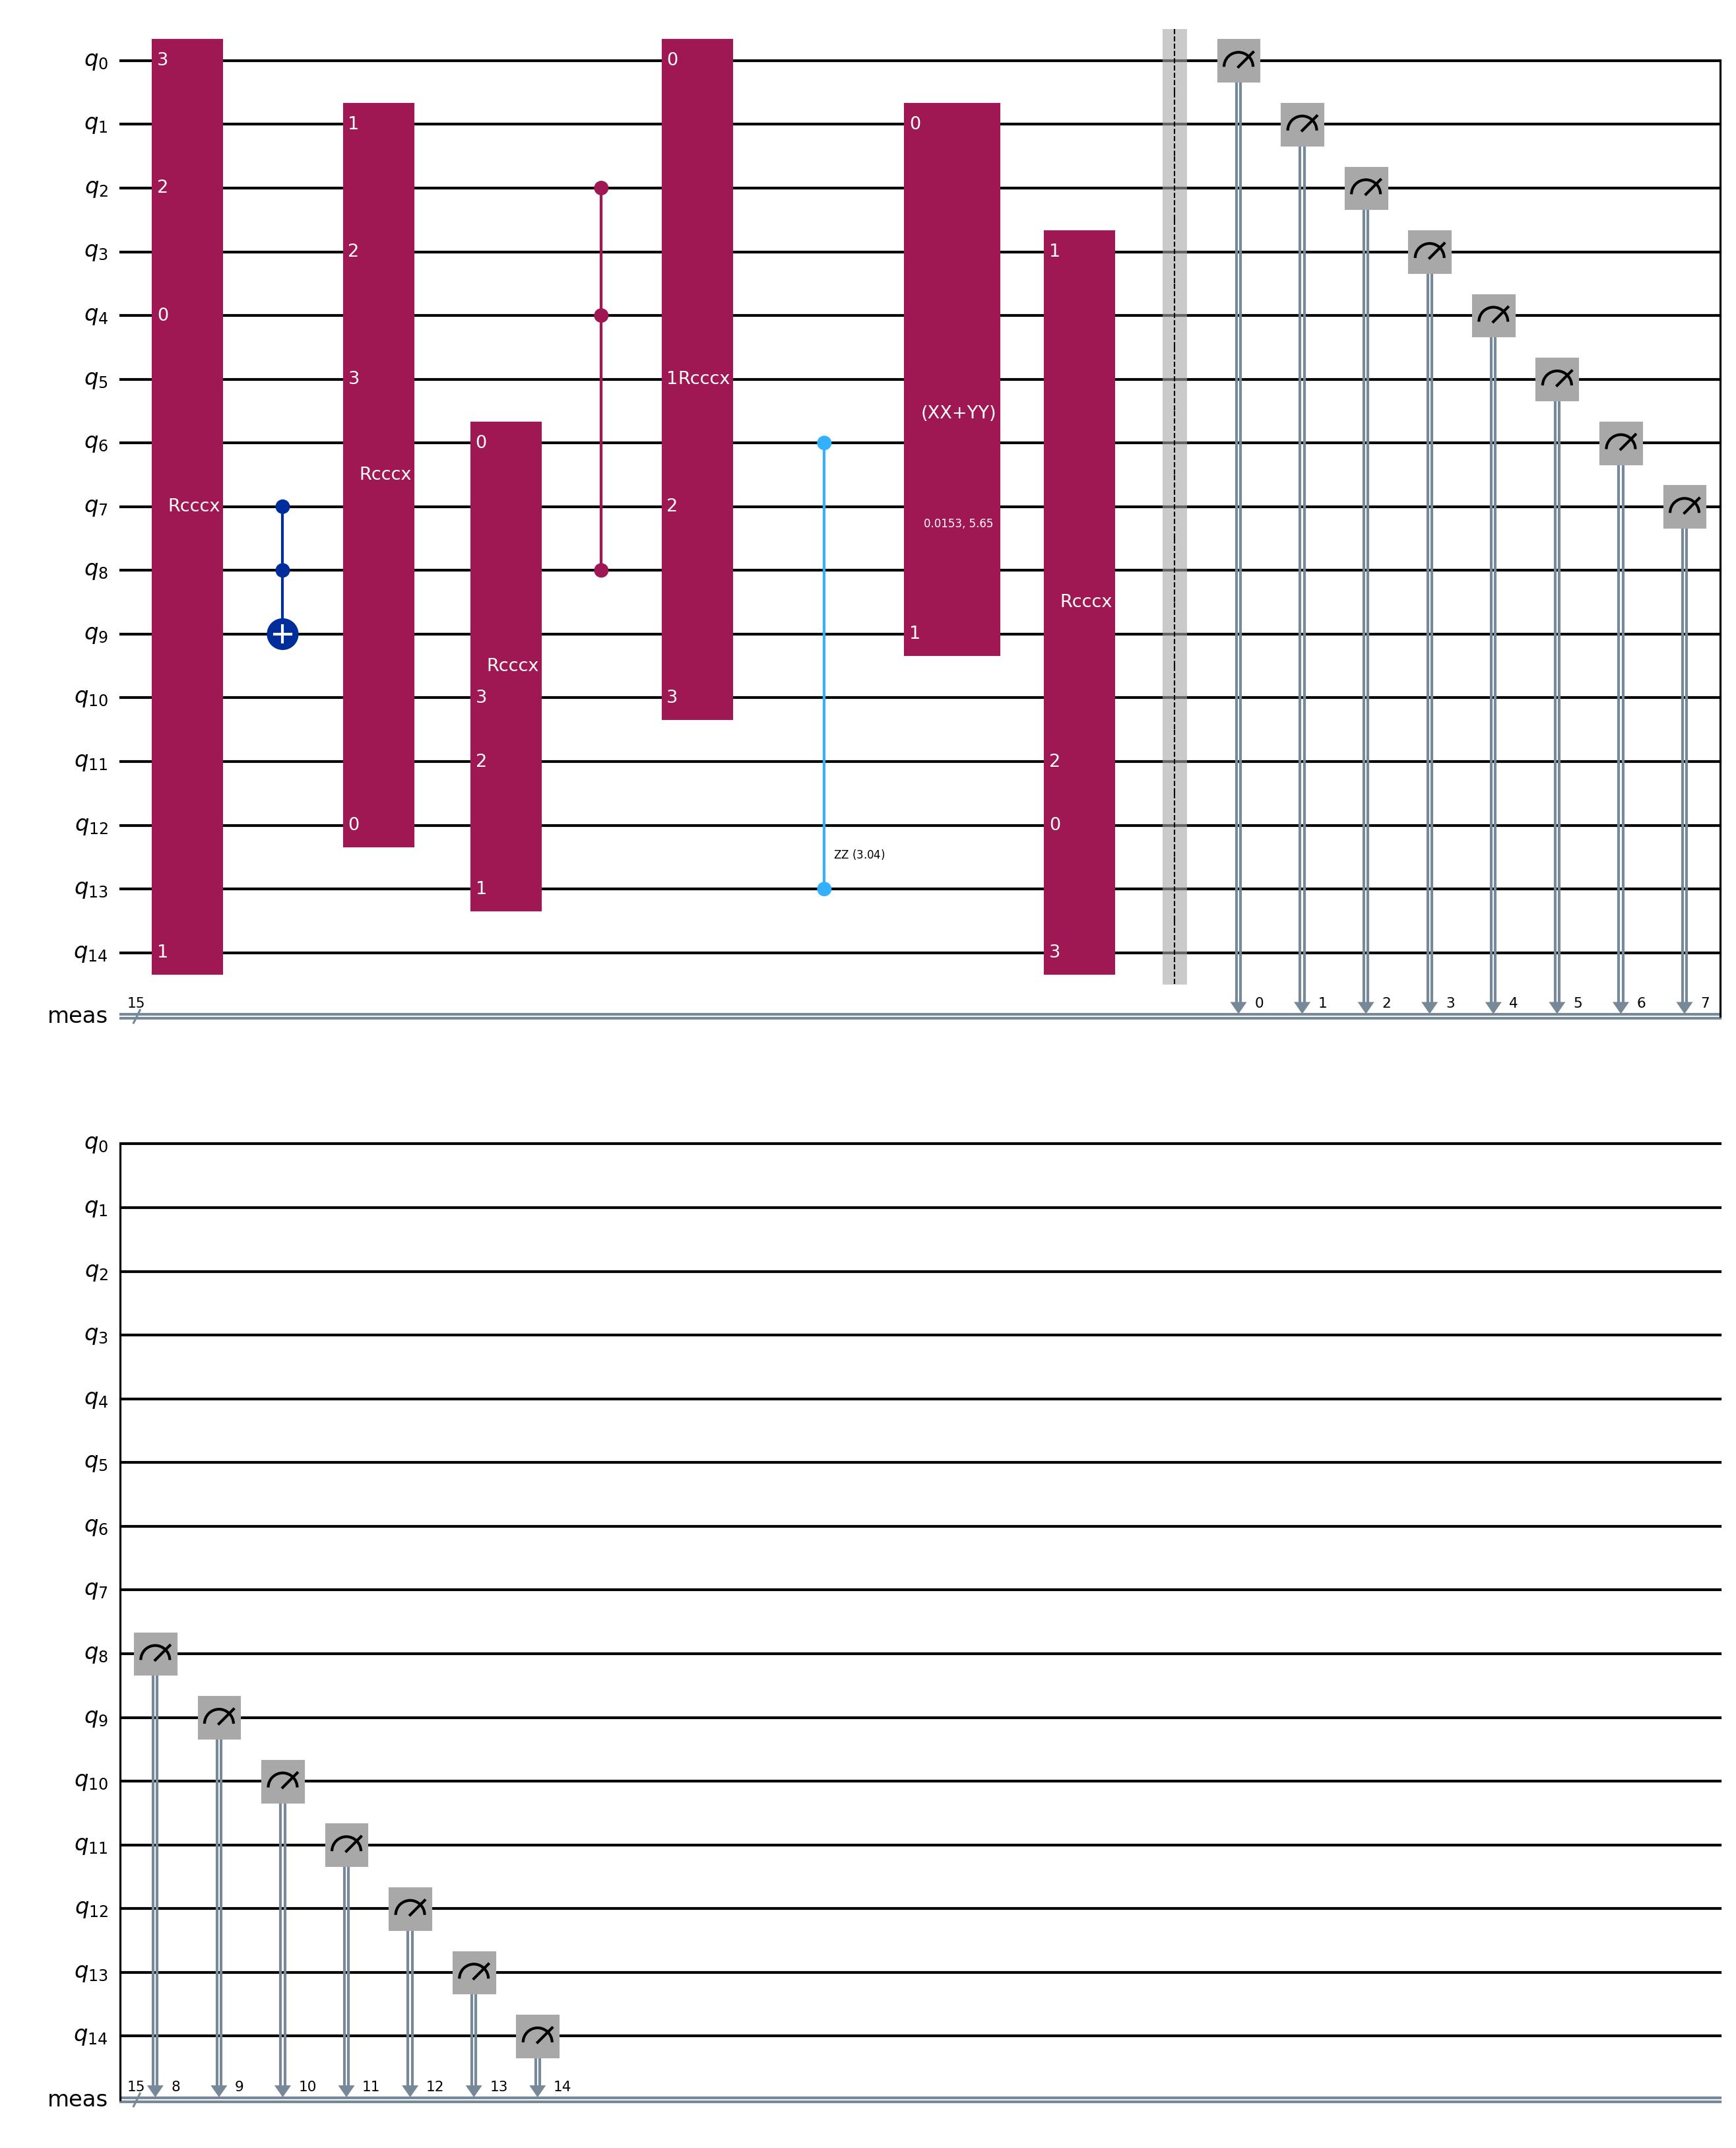 q0 3 0
q1 1 0
q2 2
q3 2 1
q4 0
q5 3 1 Rcccx
(XX+YY)
q6 0
Rcccx
q7 Rcccx 2
0.0153, 5.65
q8
Rcccx
q9 1
Rcccx
q10 3 3
q11 2 2
q12 0 0
ZZ (3.04)
q13 1
q14 1 3
15 0 1 2 3 4 5 6 7
meas
q0
q1
q2
q3
q4
q5
q6
q7
q8
q9
q10
q11
q12
q13
q14
15 8 9 10 11 12 13 14
meas